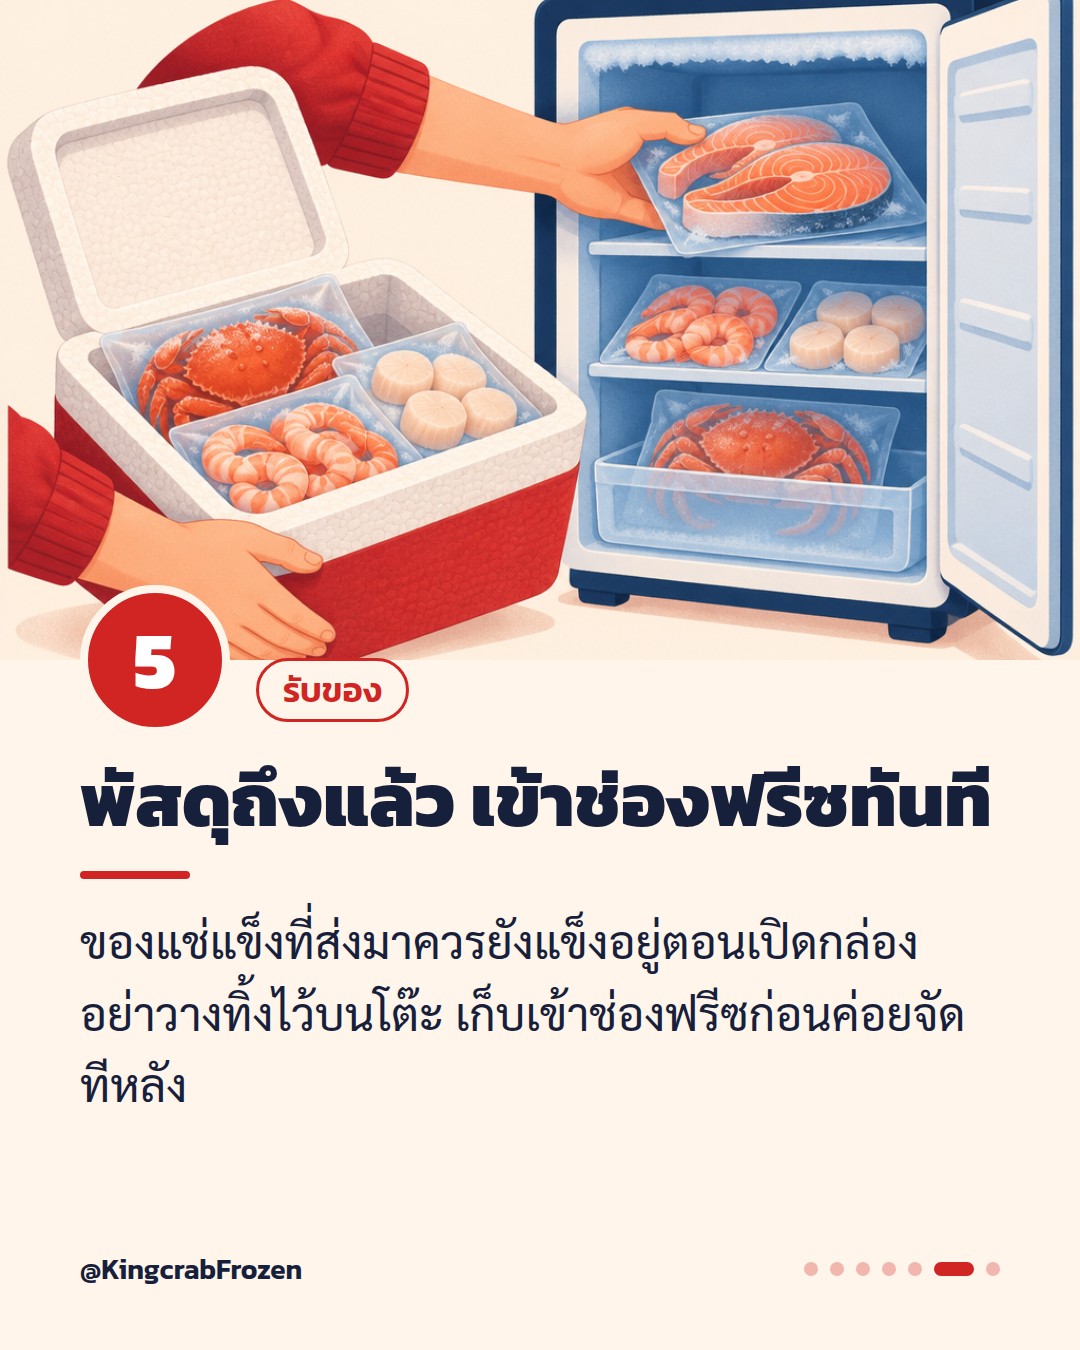 5
รับของ
พัสดุถึงแล้ว เข้าช่องฟรีซทันที
ของแช่แข็งที่ส่งมาควรยังแข็งอยู่ตอนเปิดกล่อง
อย่าวางทิ้งไว้บนโต๊ะ เก็บเข้าช่องฟรีซก่อนค่อยจัด
ทีหลัง
@KingcrabFrozen